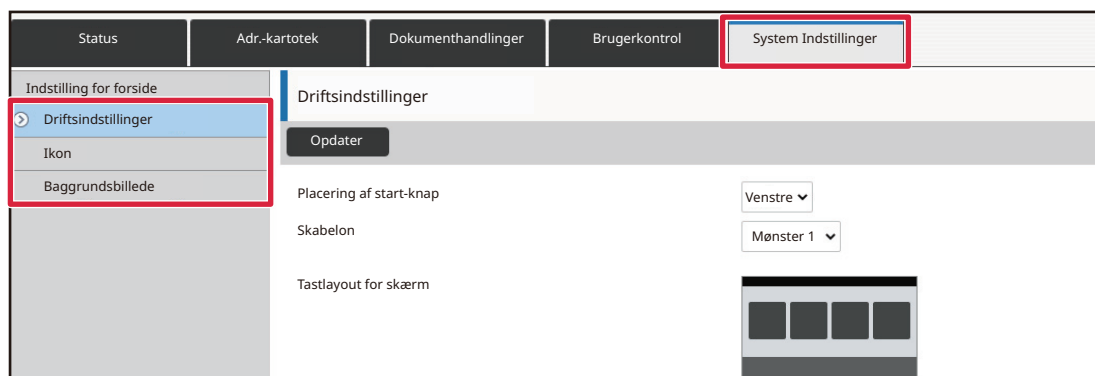 Status
Adr.-kartotek
Dokumenthandlinger
Brugerkontrol
System Indstillinger
Indstilling for forside
Driftsindstillinger
Ikon
Baggrundsbillede
Driftsindstillinger
Opdater
Placering af start-knap
Venstre
Skabelon
Mønster 1
Tastlayout for skærm